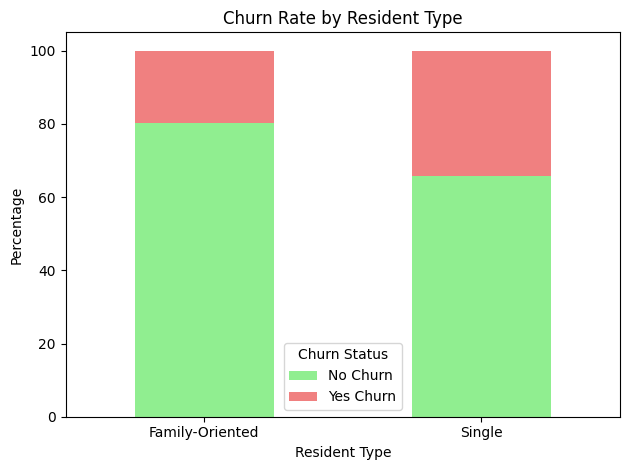 Churn Rate by Resident Type
Percentage
100
80
60
40
20
0
Churn Status
No Churn
Yes Churn
Family-Oriented
Single
Resident Type